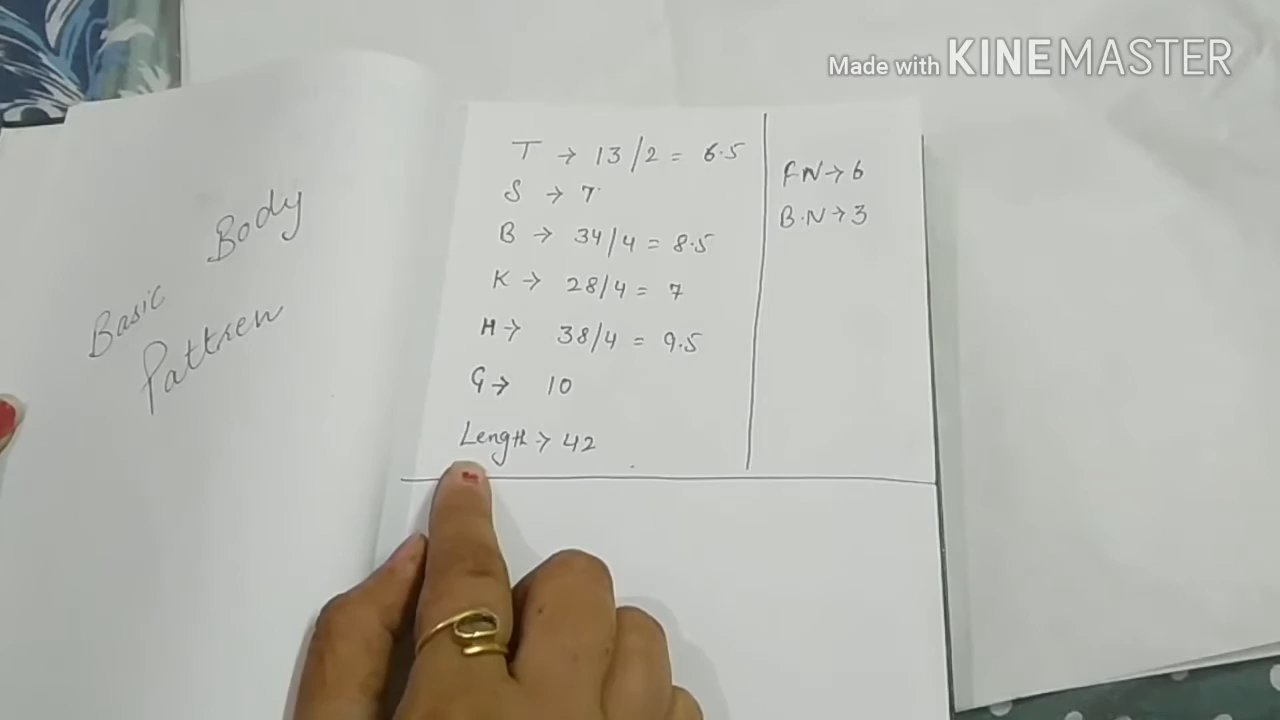 Made with KINEMASTER
Basic Body
Pattren
T → 13/2 = 6.5
S → 7
B → 34/4 = 8.5
K → 28/4 = 7
H → 38/4 = 9.5
G → 10
Length → 42
FN → 6
B.N → 3